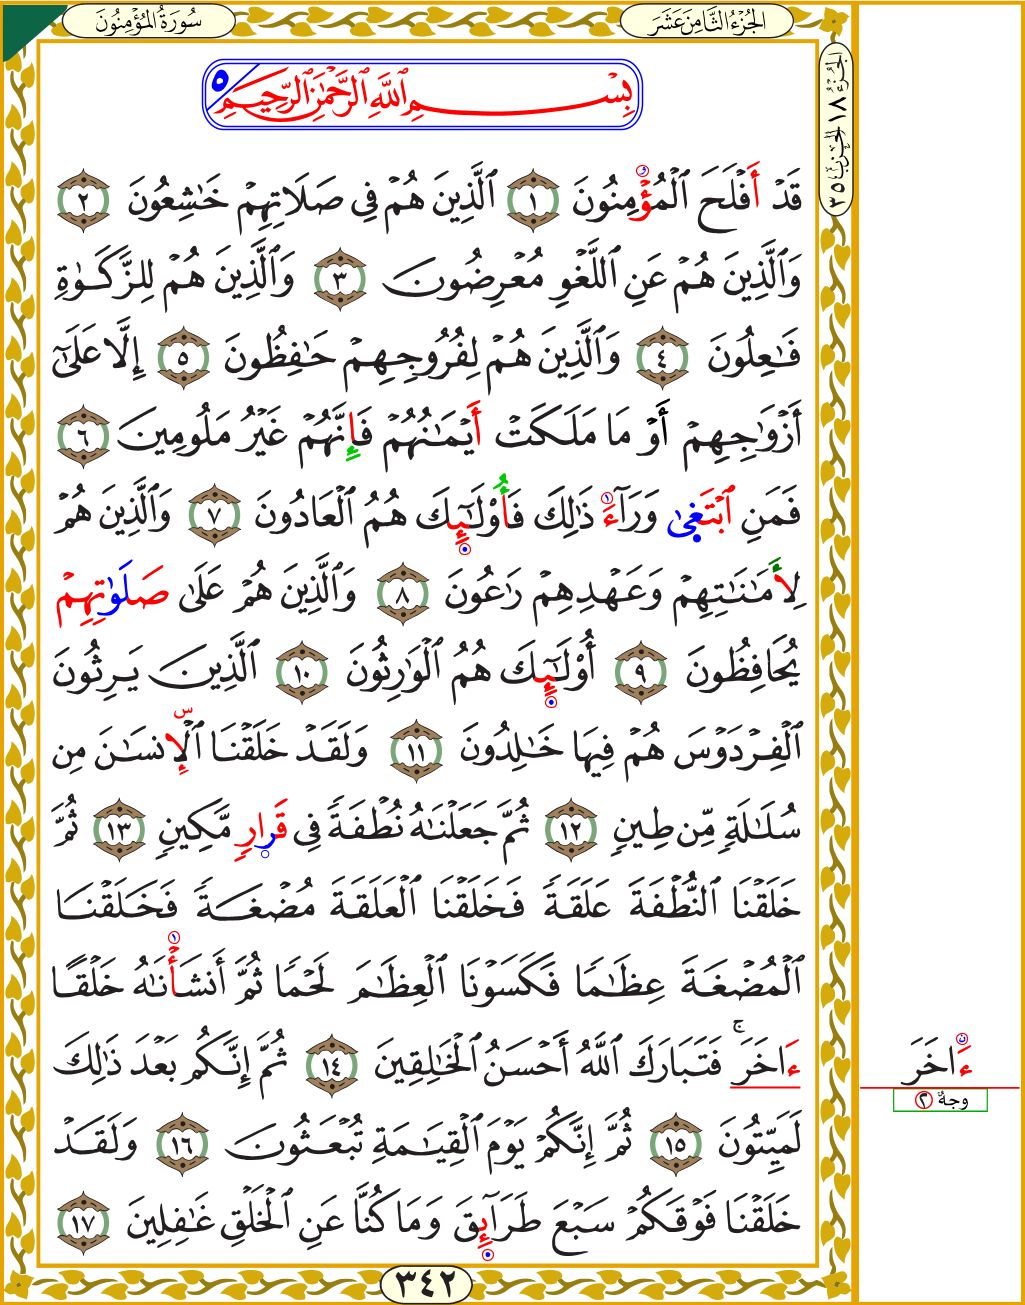 سُورَةُ المُؤْمِنُونَ
الجُزْءُ الثَّامِنَ عَشَرَ
الجُزْءُ ١٨ الحِزْبُ ٣٥
بِسْمِ ٱللَّهِ ٱلرَّحْمَٰنِ ٱلرَّحِيمِ ٥
قَدْ أَفْلَحَ ٱلْمُؤْمِنُونَ ١ ٱلَّذِينَ هُمْ فِي صَلَاتِهِمْ خَٰشِعُونَ ٢
وَٱلَّذِينَ هُمْ عَنِ ٱللَّغْوِ مُعْرِضُونَ ٣ وَٱلَّذِينَ هُمْ لِلزَّكَوٰةِ
فَٰعِلُونَ ٤ وَٱلَّذِينَ هُمْ لِفُرُوجِهِمْ حَٰفِظُونَ ٥ إِلَّا عَلَىٰٓ
أَزْوَٰجِهِمْ أَوْ مَا مَلَكَتْ أَيْمَٰنُهُمْ فَإِنَّهُمْ غَيْرُ مَلُومِينَ ٦
فَمَنِ ٱبْتَغَىٰ وَرَآءَ ذَٰلِكَ فَأُوْلَٰٓئِكَ هُمُ ٱلْعَادُونَ ٧ وَٱلَّذِينَ هُمْ
لِأَمَٰنَٰتِهِمْ وَعَهْدِهِمْ رَٰعُونَ ٨ وَٱلَّذِينَ هُمْ عَلَىٰ صَلَوَٰتِهِمْ
يُحَافِظُونَ ٩ أُوْلَٰٓئِكَ هُمُ ٱلْوَٰرِثُونَ ١٠ ٱلَّذِينَ يَرِثُونَ
ٱلْفِرْدَوْسَ هُمْ فِيهَا خَٰلِدُونَ ١١ وَلَقَدْ خَلَقْنَا ٱلْإِنسَٰنَ مِن
سُلَٰلَةٍ مِّن طِينٍ ١٢ ثُمَّ جَعَلْنَٰهُ نُطْفَةً فِي قَرَارٍ مَّكِينٍ ١٣ ثُمَّ
خَلَقْنَا ٱلنُّطْفَةَ عَلَقَةً فَخَلَقْنَا ٱلْعَلَقَةَ مُضْغَةً فَخَلَقْنَا
ٱلْمُضْغَةَ عِظَٰمًا فَكَسَوْنَا ٱلْعِظَٰمَ لَحْمًا ثُمَّ أَنشَأْنَٰهُ خَلْقًا
ءَاخَرَۚ فَتَبَارَكَ ٱللَّهُ أَحْسَنُ ٱلْخَٰلِقِينَ ١٤ ثُمَّ إِنَّكُم بَعْدَ ذَٰلِكَ
ءَاخَرَ
وجهُ ٢
لَمَيِّتُونَ ١٥ ثُمَّ إِنَّكُمْ يَوْمَ ٱلْقِيَٰمَةِ تُبْعَثُونَ ١٦ وَلَقَدْ
خَلَقْنَا فَوْقَكُمْ سَبْعَ طَرَآئِقَ وَمَا كُنَّا عَنِ ٱلْخَلْقِ غَٰفِلِينَ ١٧
٣٤٢